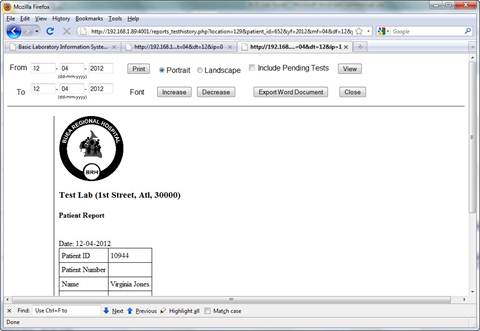 Mozilla Firefox
File Edit View History Bookmarks Tools Help
http://192.168.1.89:4001/reports_testhistory.php?location=129&patient_id=652&yf=2012&mf=04&df=12&
Google
Basic Laboratory Information Syste...
http://192.1...t=04&dt=12&ip=0
http://192.168....=04&dt=12&ip=1
From 12 - 04 - 2012 Print Portrait Landscape Include Pending Tests View
(dd-mm-yyyy)
To 12 - 04 - 2012 Font Increase Decrease Export Word Document Close
(dd-mm-yyyy)
BUEA REGIONAL HOSPITAL
BRH
Test Lab (1st Street, Atl, 30000)
Patient Report
Date: 12-04-2012
Patient ID 10944
Patient Number
Name Virginia Jones
Find: Use Ctrl+F to Next Previous Highlight all Match case
Done